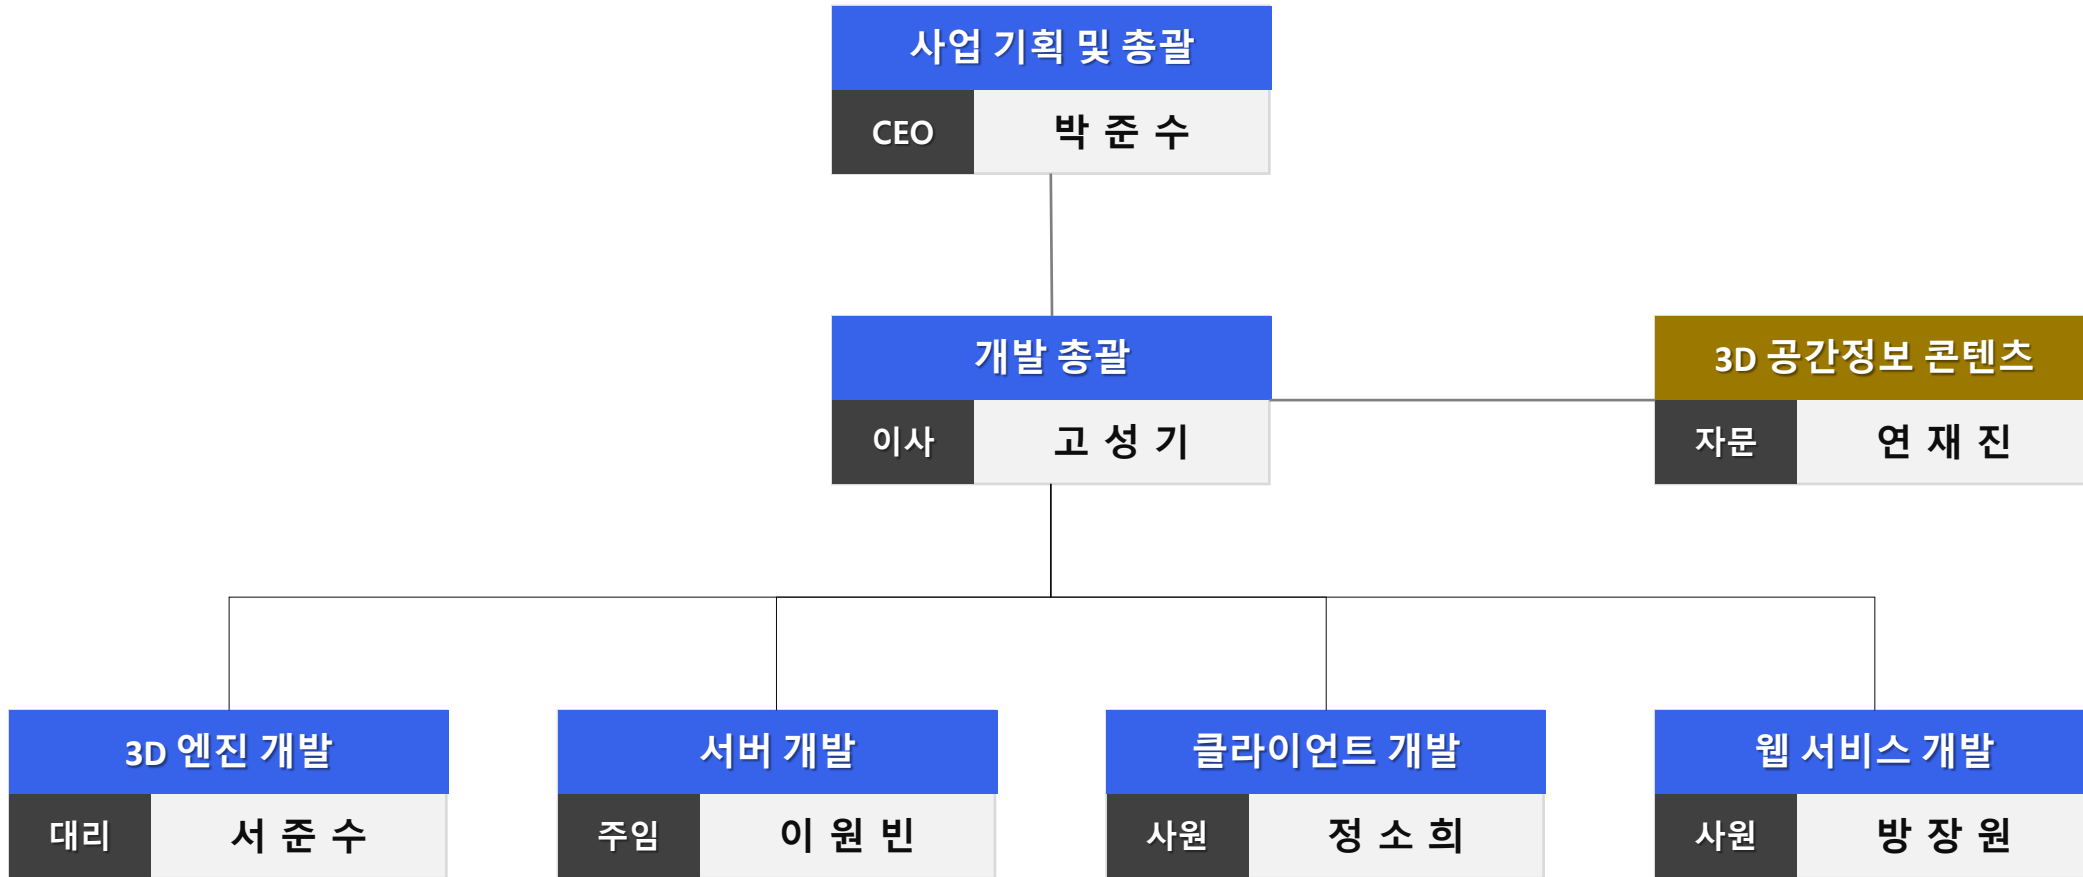 사업 기획 및 총괄
CEO 박 준 수
개발 총괄
이사 고 성 기
3D 공간정보 콘텐츠
자문 연 재 진
3D 엔진 개발
대리 서 준 수
서버 개발
주임 이 원 빈
클라이언트 개발
사원 정 소 희
웹 서비스 개발
사원 방 장 원